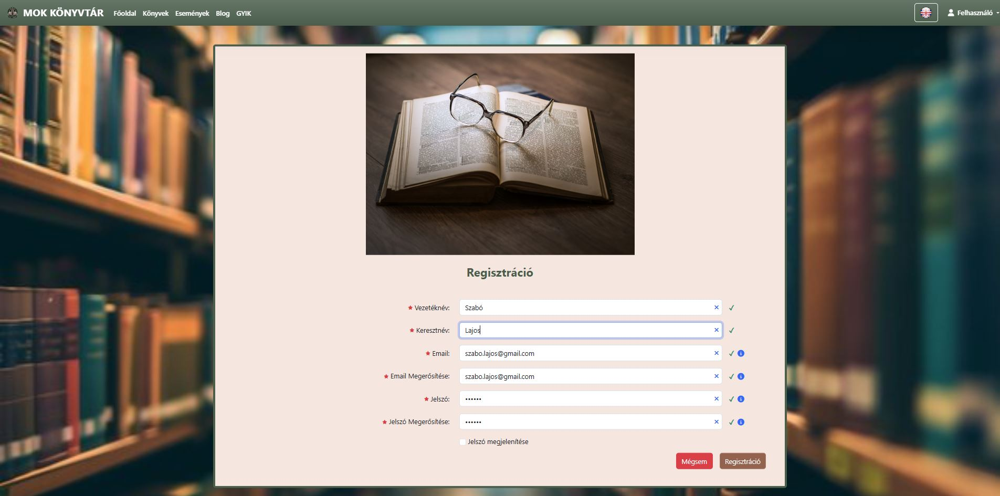 MOK KÖNYVTÁR Főoldal Könyvek Események Blog GYIK Felhasználó
Regisztráció
★ Vezetéknév: Szabó
★ Keresztnév: Lajos
★ Email: szabo.lajos@gmail.com
★ Email Megerősítése: szabo.lajos@gmail.com
★ Jelszó: ••••••
★ Jelszó Megerősítése: ••••••
Jelszó megjelenítése
Mégsem Regisztráció